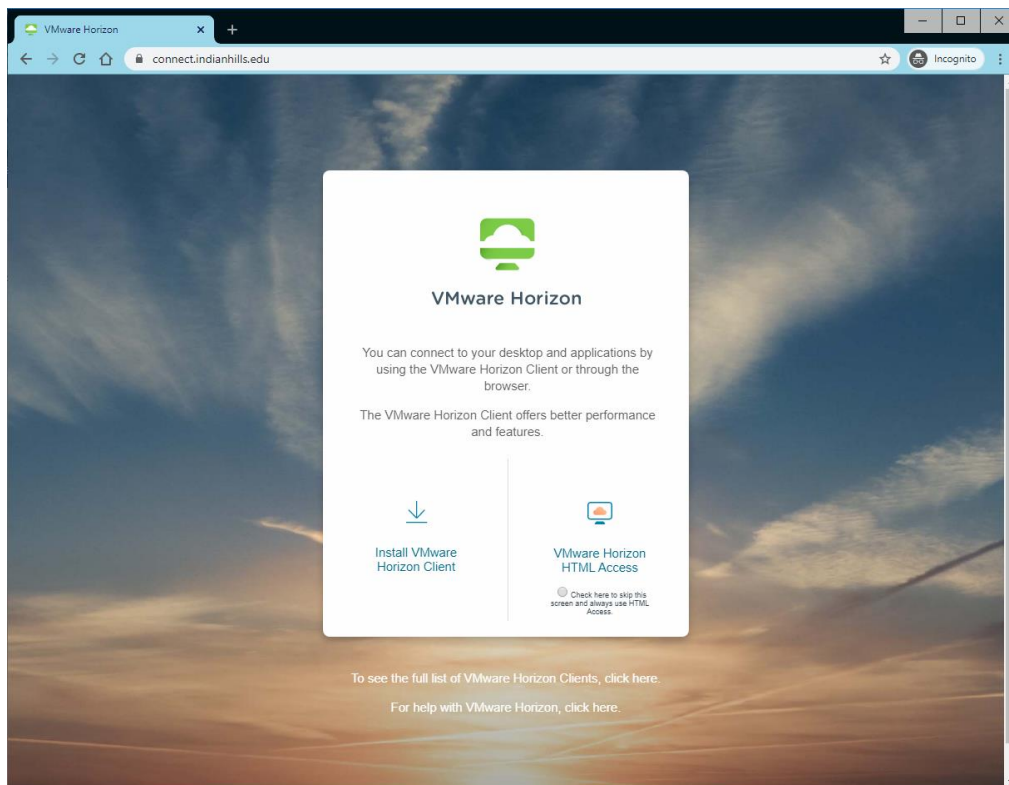 VMware Horizon
connect.indianhills.edu
Incognito
VMware Horizon
You can connect to your desktop and applications by
using the VMware Horizon Client or through the
browser.
The VMware Horizon Client offers better performance
and features.
Install VMware
Horizon Client
VMware Horizon
HTML Access
Check here to skip this
screen and always use HTML
Access.
To see the full list of VMware Horizon Clients, click here.
For help with VMware Horizon, click here.